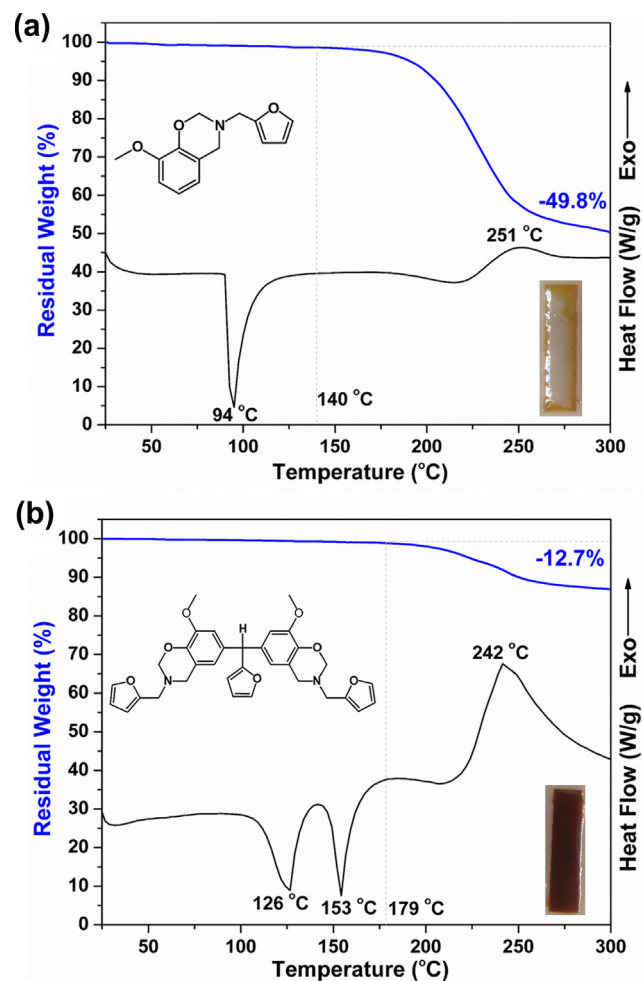 (a)
100
90
80
70
60
50
40
30
20
10
0
Residual Weight (%)
O
N
O
O
-49.8%
251 °C
94 °C
140 °C
Heat Flow (W/g)
Exo
50
100
150
200
250
300
Temperature (°C)
(b)
100
90
80
70
60
50
40
30
20
10
0
Residual Weight (%)
-12.7%
O
H
O
O
O
O
N
O
N
O
242 °C
126 °C
153 °C
179 °C
Heat Flow (W/g)
Exo
50
100
150
200
250
300
Temperature (°C)